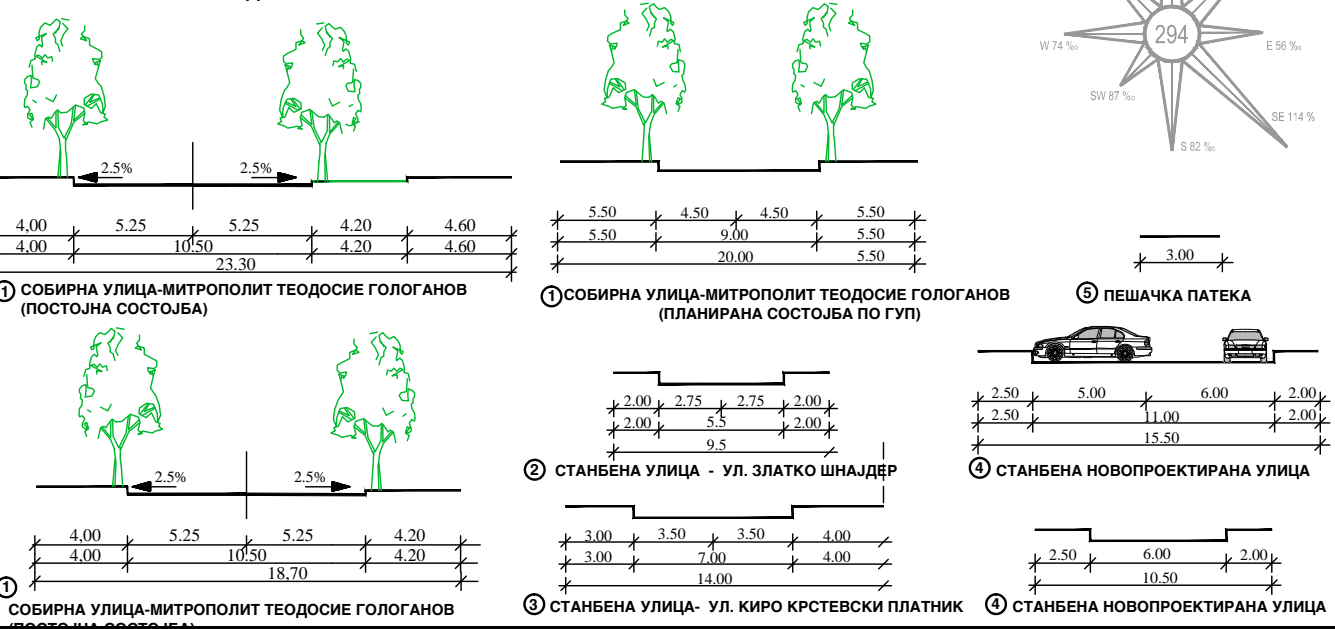 2.5% 2.5%
4,00 5.25 5.25 4.20 4.60
4,00 10.50 4.20 4.60
23.30
1 СОБИРНА УЛИЦА-МИТРОПОЛИТ ТЕОДОСИЕ ГОЛОГАНОВ
(ПОСТОЈНА СОСТОЈБА)
5.50 4.50 4.50 5.50
5.50 9.00 5.50
20.00 5.50
1 СОБИРНА УЛИЦА-МИТРОПОЛИТ ТЕОДОСИЕ ГОЛОГАНОВ
(ПЛАНИРАНА СОСТОЈБА ПО ГУП)
294
W 74 ‰
E 56 ‰
SW 87 ‰
SE 114 %
S 82 ‰
3.00
5 ПЕШАЧКА ПАТЕКА
2.5% 2.5%
4,00 5.25 5.25 4.20
4,00 10.50 4.20
18,70
1
СОБИРНА УЛИЦА-МИТРОПОЛИТ ТЕОДОСИЕ ГОЛОГАНОВ
(ПОСТОЈНА СОСТОЈБА)
2.00 2.75 2.75 2.00
2.00 5.5 2.00
9.5
2 СТАНБЕНА УЛИЦА - УЛ. ЗЛАТКО ШНАЈДЕР
3.00 3.50 3.50 4.00
3.00 7.00 4.00
14.00
3 СТАНБЕНА УЛИЦА- УЛ. КИРО КРСТЕВСКИ ПЛАТНИК
2.50 5.00 6.00 2.00
2.50 11.00 2.00
15.50
4 СТАНБЕНА НОВОПРОЕКТИРАНА УЛИЦА
2.50 6.00 2.00
10.50
4 СТАНБЕНА НОВОПРОЕКТИРАНА УЛИЦА